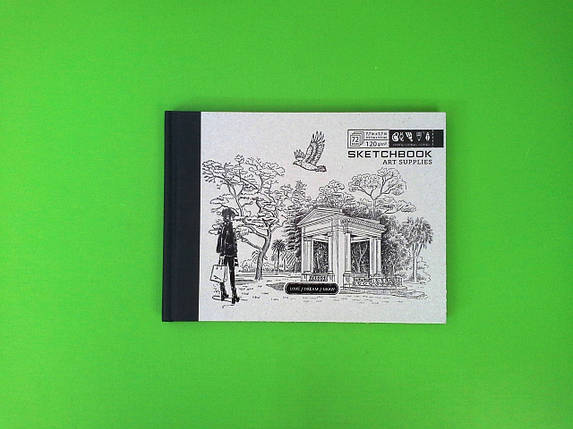 72
120 g/m²
SKETCHBOOK
ART SUPPLIES
LOVE / DREAM / DRAW